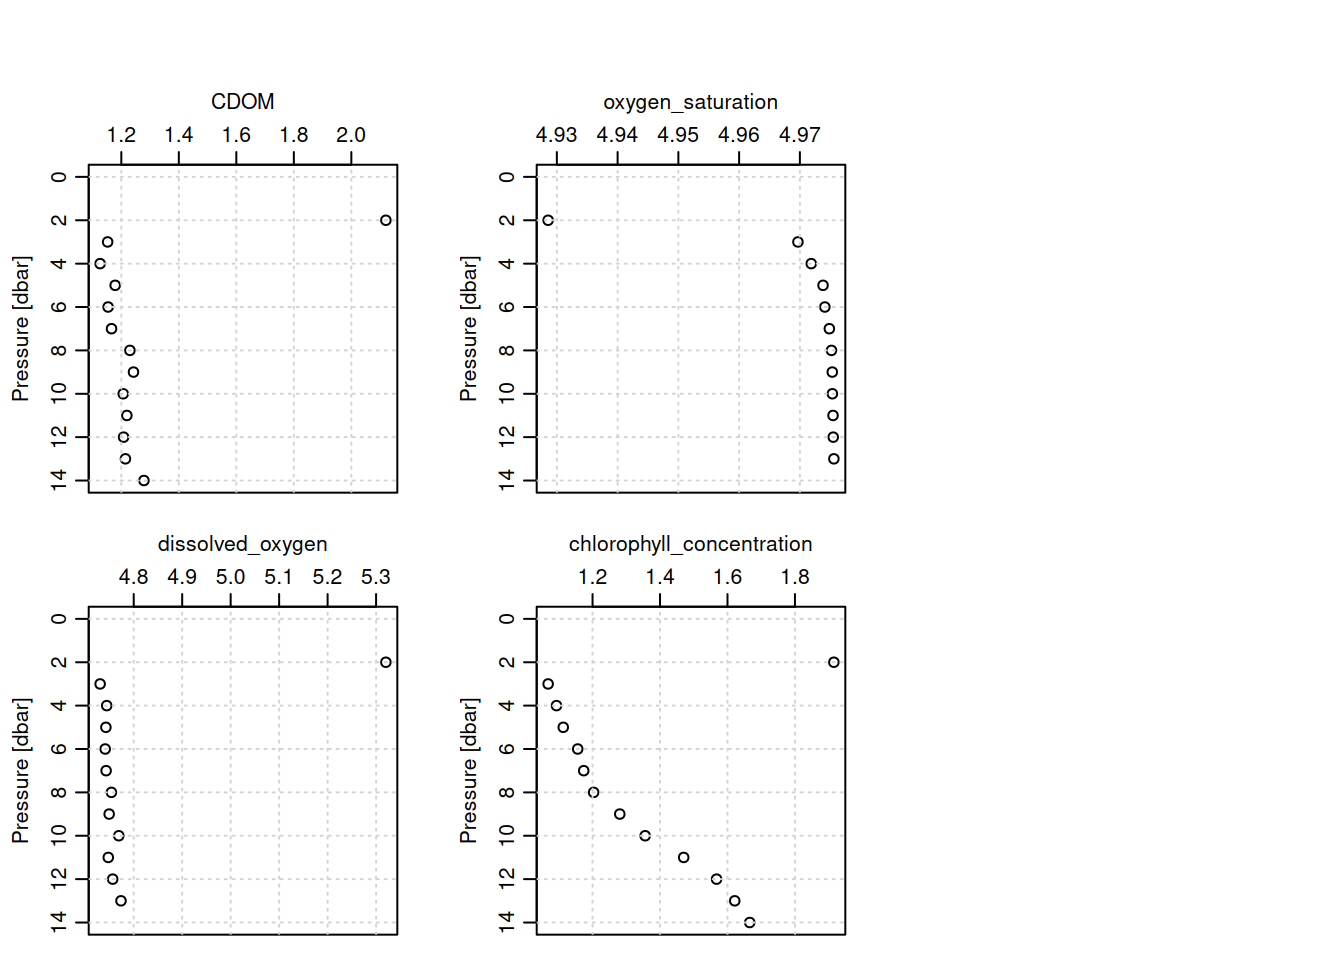 CDOM
1.2 1.4 1.6 1.8 2.0
Pressure [dbar]
0
2
4
6
8
10
12
14
oxygen_saturation
4.93 4.94 4.95 4.96 4.97
Pressure [dbar]
0
2
4
6
8
10
12
14
dissolved_oxygen
4.8 4.9 5.0 5.1 5.2 5.3
Pressure [dbar]
0
2
4
6
8
10
12
14
chlorophyll_concentration
1.2 1.4 1.6 1.8
Pressure [dbar]
0
2
4
6
8
10
12
14